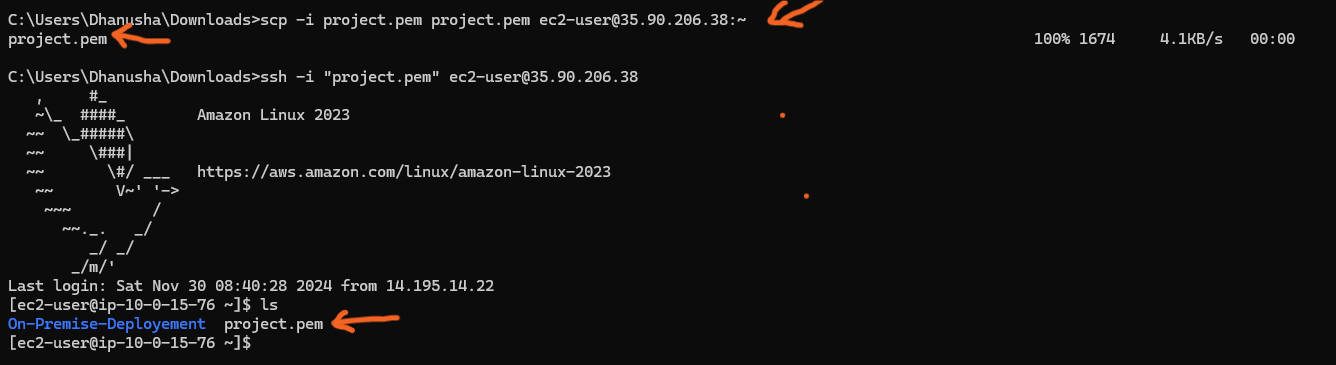 C:\Users\Dhanusha\Downloads>scp -i project.pem project.pem ec2-user@35.90.206.38:~
project.pem 100% 1674 4.1KB/s 00:00
C:\Users\Dhanusha\Downloads>ssh -i "project.pem" ec2-user@35.90.206.38
   ,     #_
   ~\_  ####_        Amazon Linux 2023
  ~~  \_#####\
  ~~     \###|
  ~~       \#/ ___   https://aws.amazon.com/linux/amazon-linux-2023
   ~~       V~' '->
    ~~~         /
      ~~._.   _/
         _/ _/
       _/m/'
Last login: Sat Nov 30 08:40:28 2024 from 14.195.14.22
[ec2-user@ip-10-0-15-76 ~]$ ls
On-Premise-Deployement  project.pem
[ec2-user@ip-10-0-15-76 ~]$